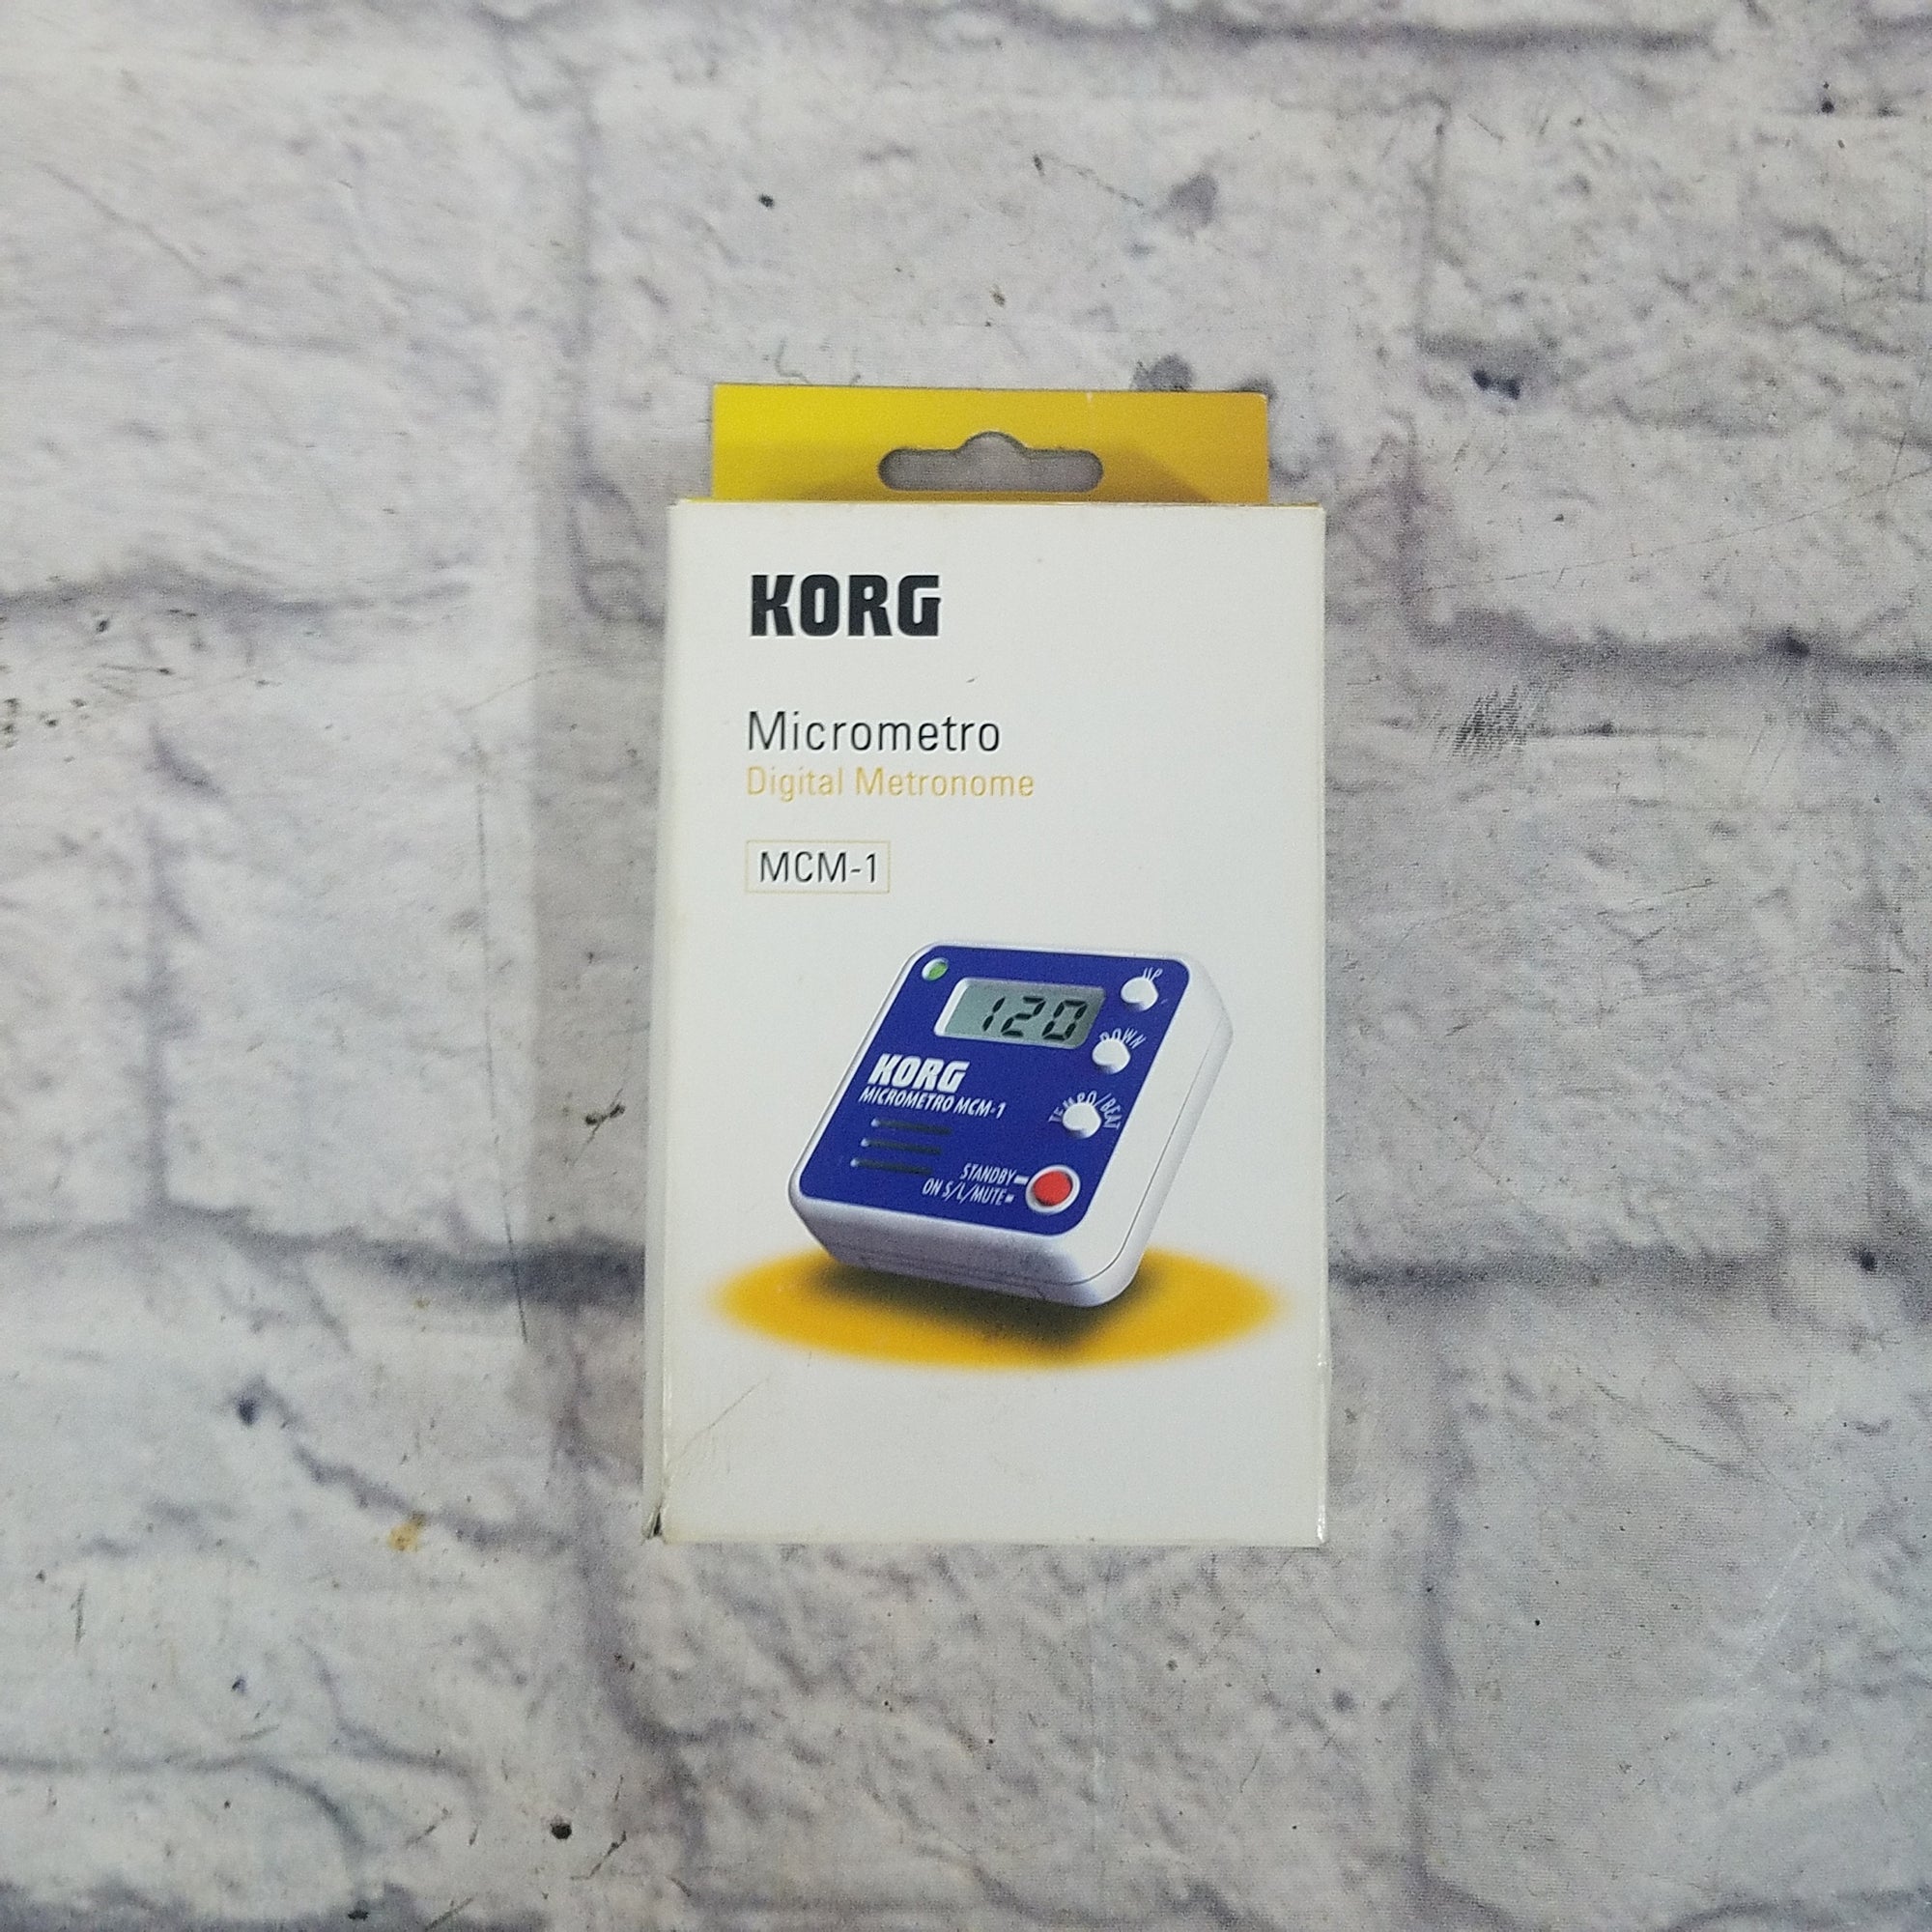 KORG
Micrometro
Digital Metronome
MCM-1
120
UP
DOWN
KORG
MICROMETRO MCM-1
TEMPO/BEAT
STANDBY
ON S/L/MUTE